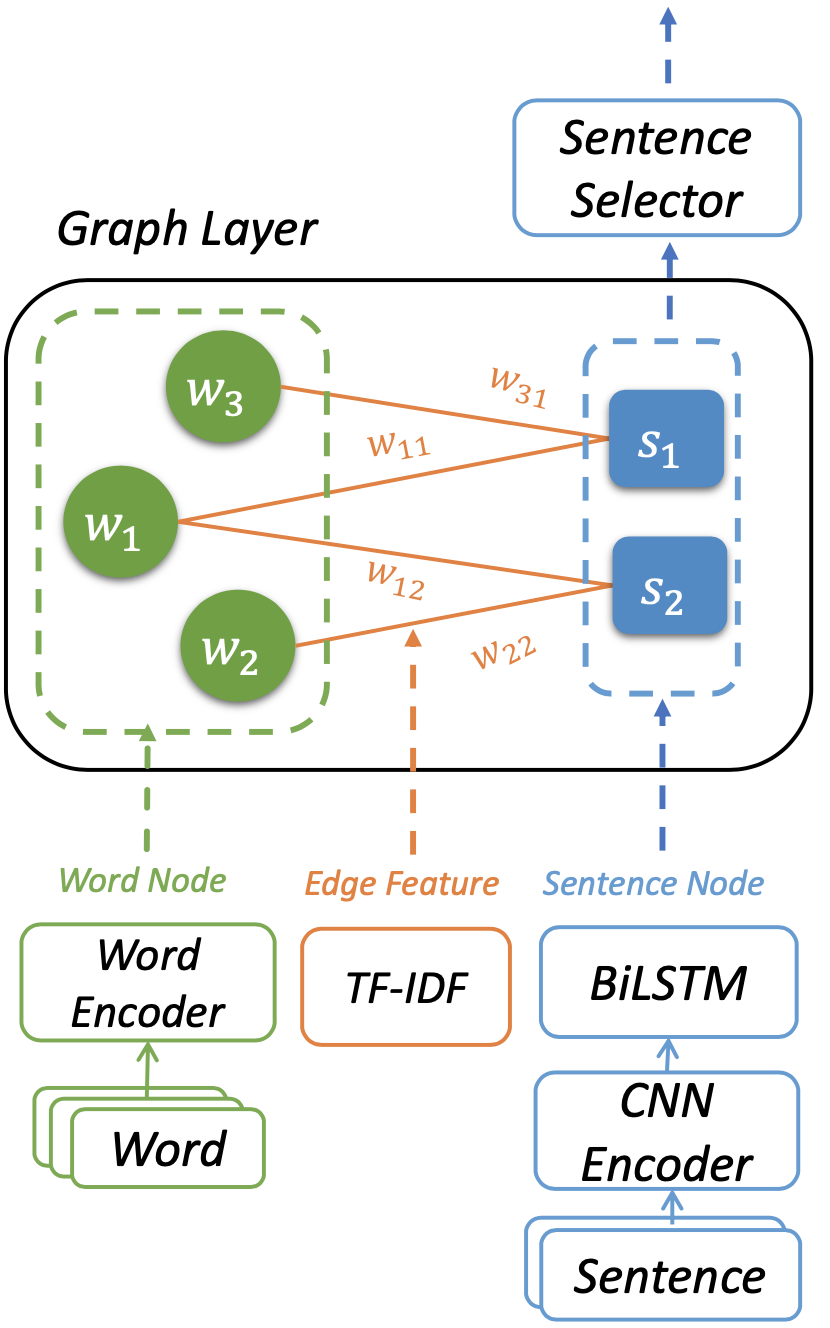 Sentence
Selector
Graph Layer
w₃
w₃₁
w₁₁
s₁
w₁
w₁₂
s₂
w₂
w₂₂
Word Node
Edge Feature
Sentence Node
Word
Encoder
TF-IDF
BiLSTM
CNN
Encoder
Word
Sentence